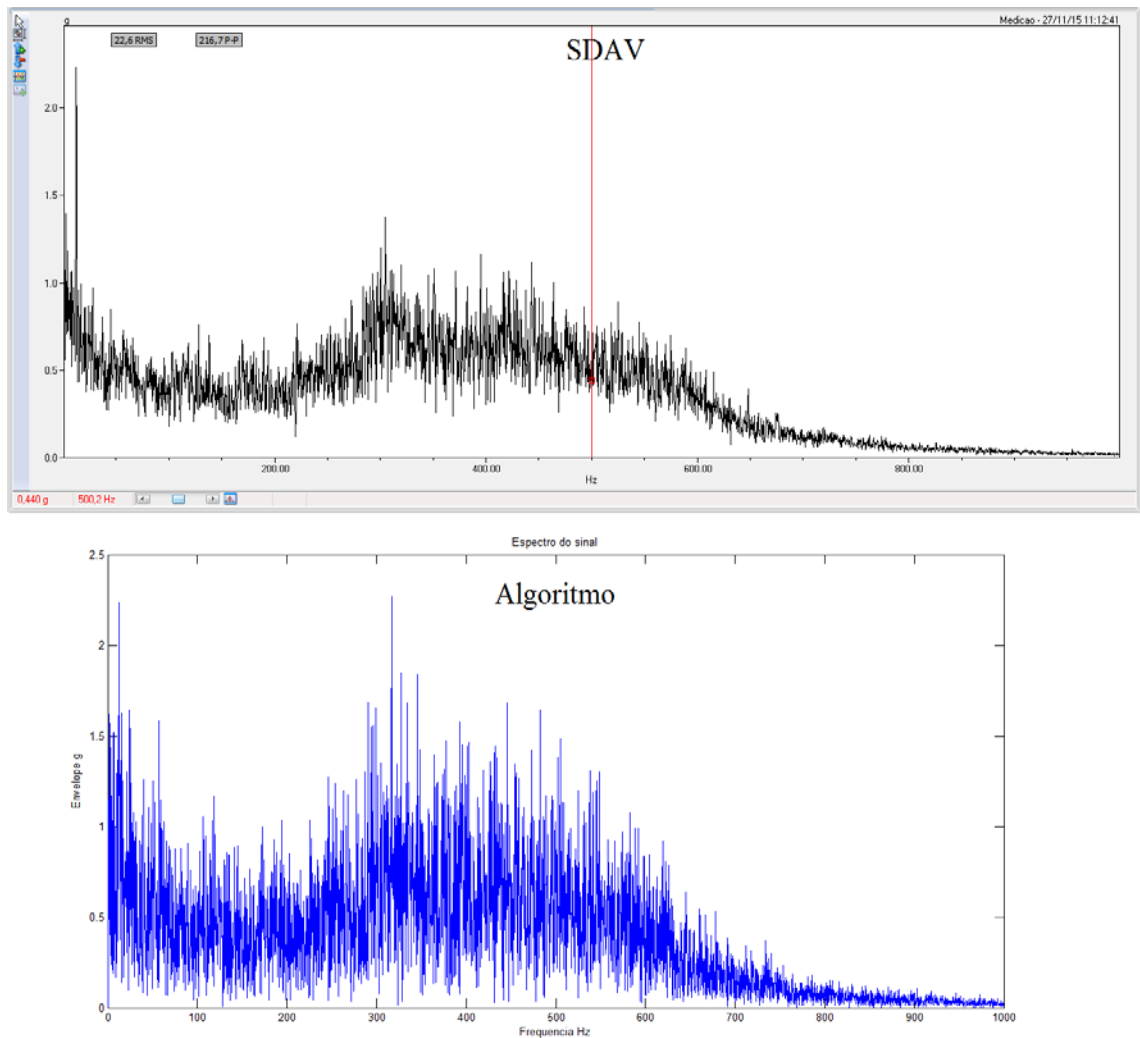 g
Medicao - 27/11/15 11:12:41
22,6 RMS
216,7 P-P
SDAV
2.0
1.5
1.0
0.5
0.0
200.00
400.00
600.00
800.00
Hz
0,440 g
500,2 Hz
Espectro do sinal
Algoritmo
2.5
2
1.5
1
0.5
0
Envelope g
0
100
200
300
400
500
600
700
800
900
1000
Frequencia Hz